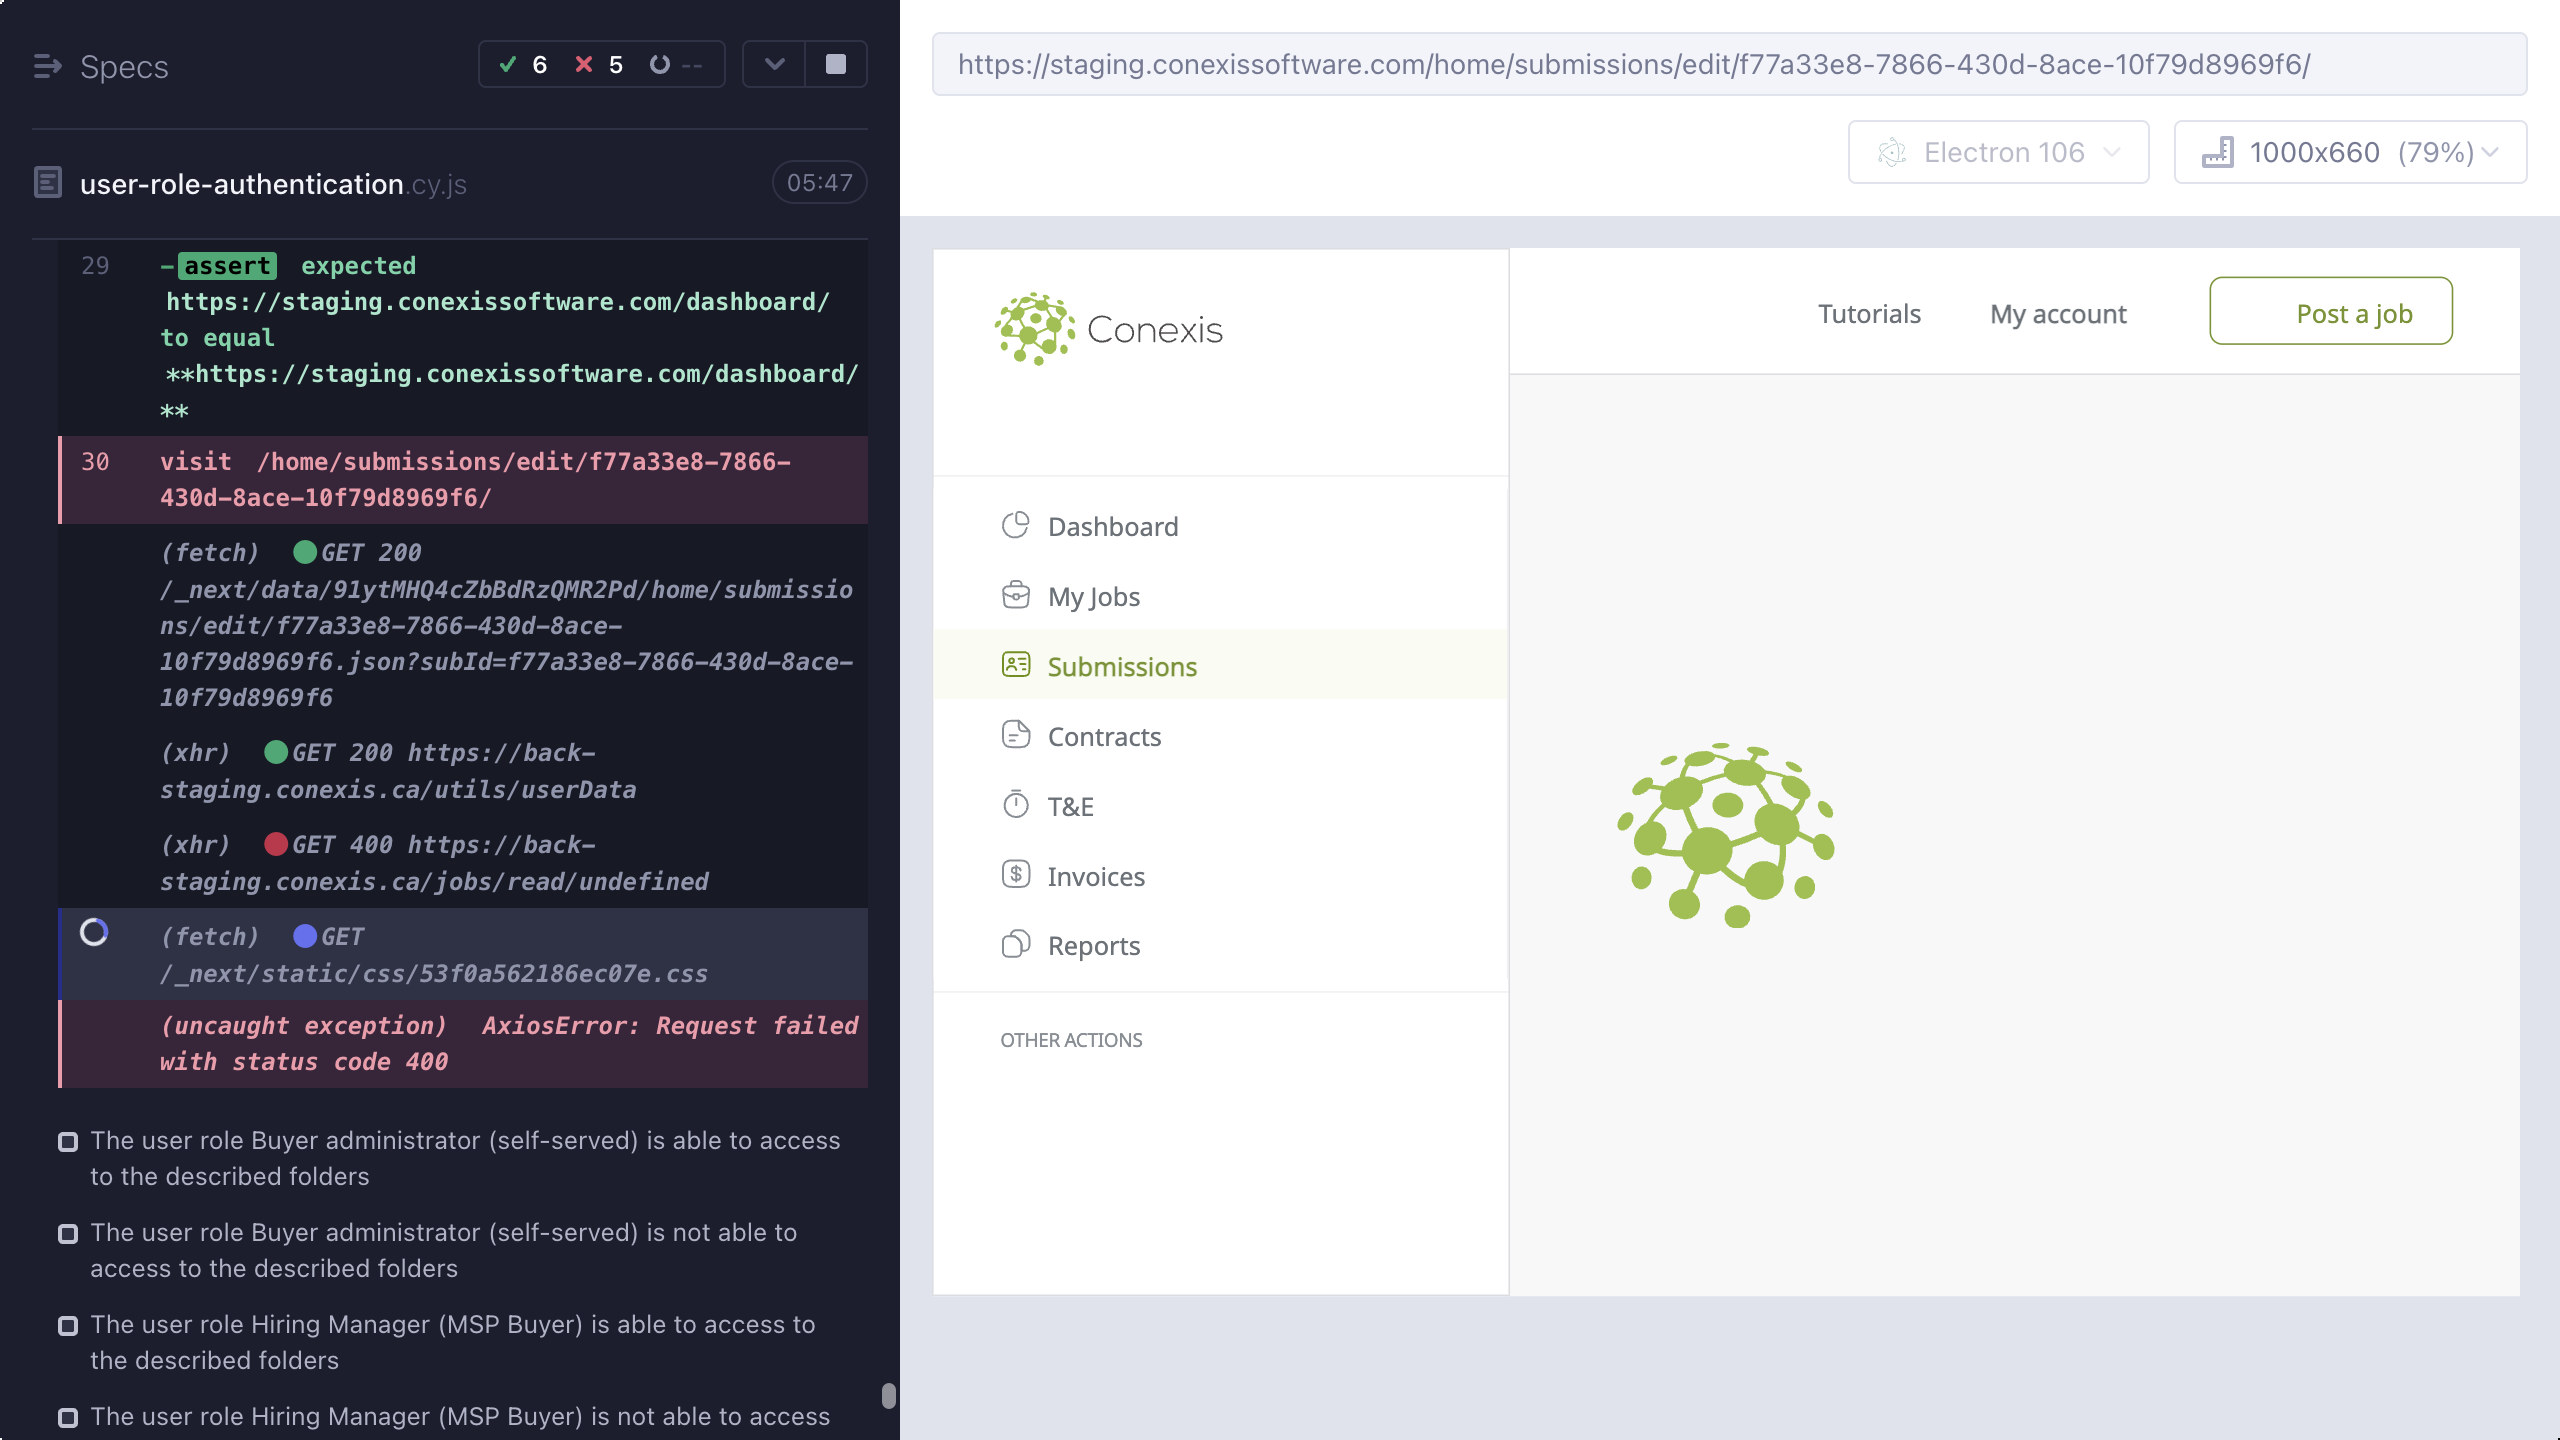 Specs
6 5 --
user-role-authentication.cy.js
05:47
29 -assert expected
https://staging.conexissoftware.com/dashboard/
to equal
**https://staging.conexissoftware.com/dashboard/
**
30 visit /home/submissions/edit/f77a33e8-7866-
430d-8ace-10f79d8969f6/
(fetch) GET 200
/_next/data/91ytMHQ4cZbBdRzQMR2Pd/home/submissio
ns/edit/f77a33e8-7866-430d-8ace-
10f79d8969f6.json?subId=f77a33e8-7866-430d-8ace-
10f79d8969f6
(xhr) GET 200 https://back-
staging.conexis.ca/utils/userData
(xhr) GET 400 https://back-
staging.conexis.ca/jobs/read/undefined
(fetch) GET
/_next/static/css/53f0a562186ec07e.css
(uncaught exception) AxiosError: Request failed
with status code 400
The user role Buyer administrator (self-served) is able to access
to the described folders
The user role Buyer administrator (self-served) is not able to
access to the described folders
The user role Hiring Manager (MSP Buyer) is able to access to
the described folders
The user role Hiring Manager (MSP Buyer) is not able to access
https://staging.conexissoftware.com/home/submissions/edit/f77a33e8-7866-430d-8ace-10f79d8969f6/
Electron 106
1000x660 (79%)
Conexis
Tutorials
My account
Post a job
Dashboard
My Jobs
Submissions
Contracts
T&E
Invoices
Reports
OTHER ACTIONS